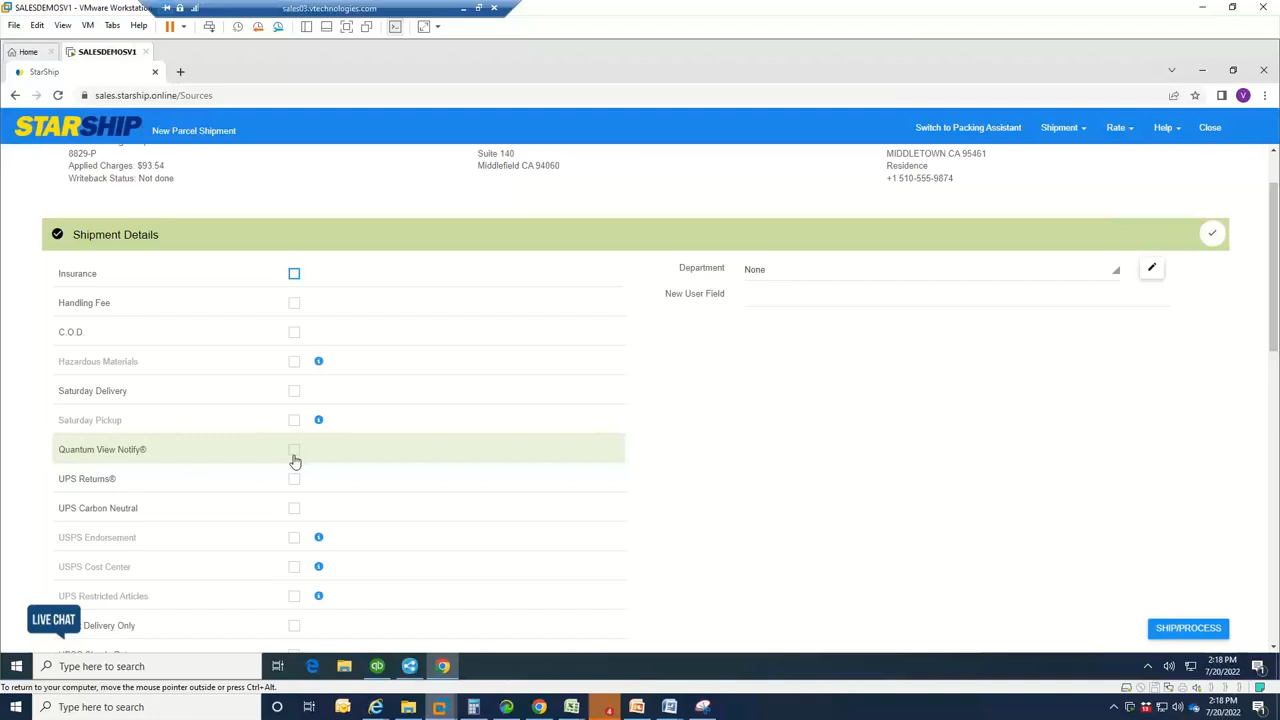 SALESDEMOSV1 - VMware Workstation
sales03.vtechnologies.com
File Edit View VM Tabs Help
Home SALESDEMOSV1
StarShip
sales.starship.online/Sources
V
STARSHIP New Parcel Shipment Switch to Packing Assistant Shipment Rate Help Close
8829-P Suite 140 MIDDLETOWN CA 95461
Applied Charges: $93.54 Middlefield CA 94060 Residence
Writeback Status: Not done +1 510-555-9874
Shipment Details
Insurance Department None
Handling Fee New User Field
C.O.D.
Hazardous Materials
Saturday Delivery
Saturday Pickup
Quantum View Notify®
UPS Returns®
UPS Carbon Neutral
USPS Endorsement
USPS Cost Center
UPS Restricted Articles
LIVE CHAT
Delivery Only
SHIP/PROCESS
Type here to search
2:18 PM
7/20/2022
To return to your computer, move the mouse pointer outside or press Ctrl+Alt.
Type here to search
4
2:18 PM
7/20/2022